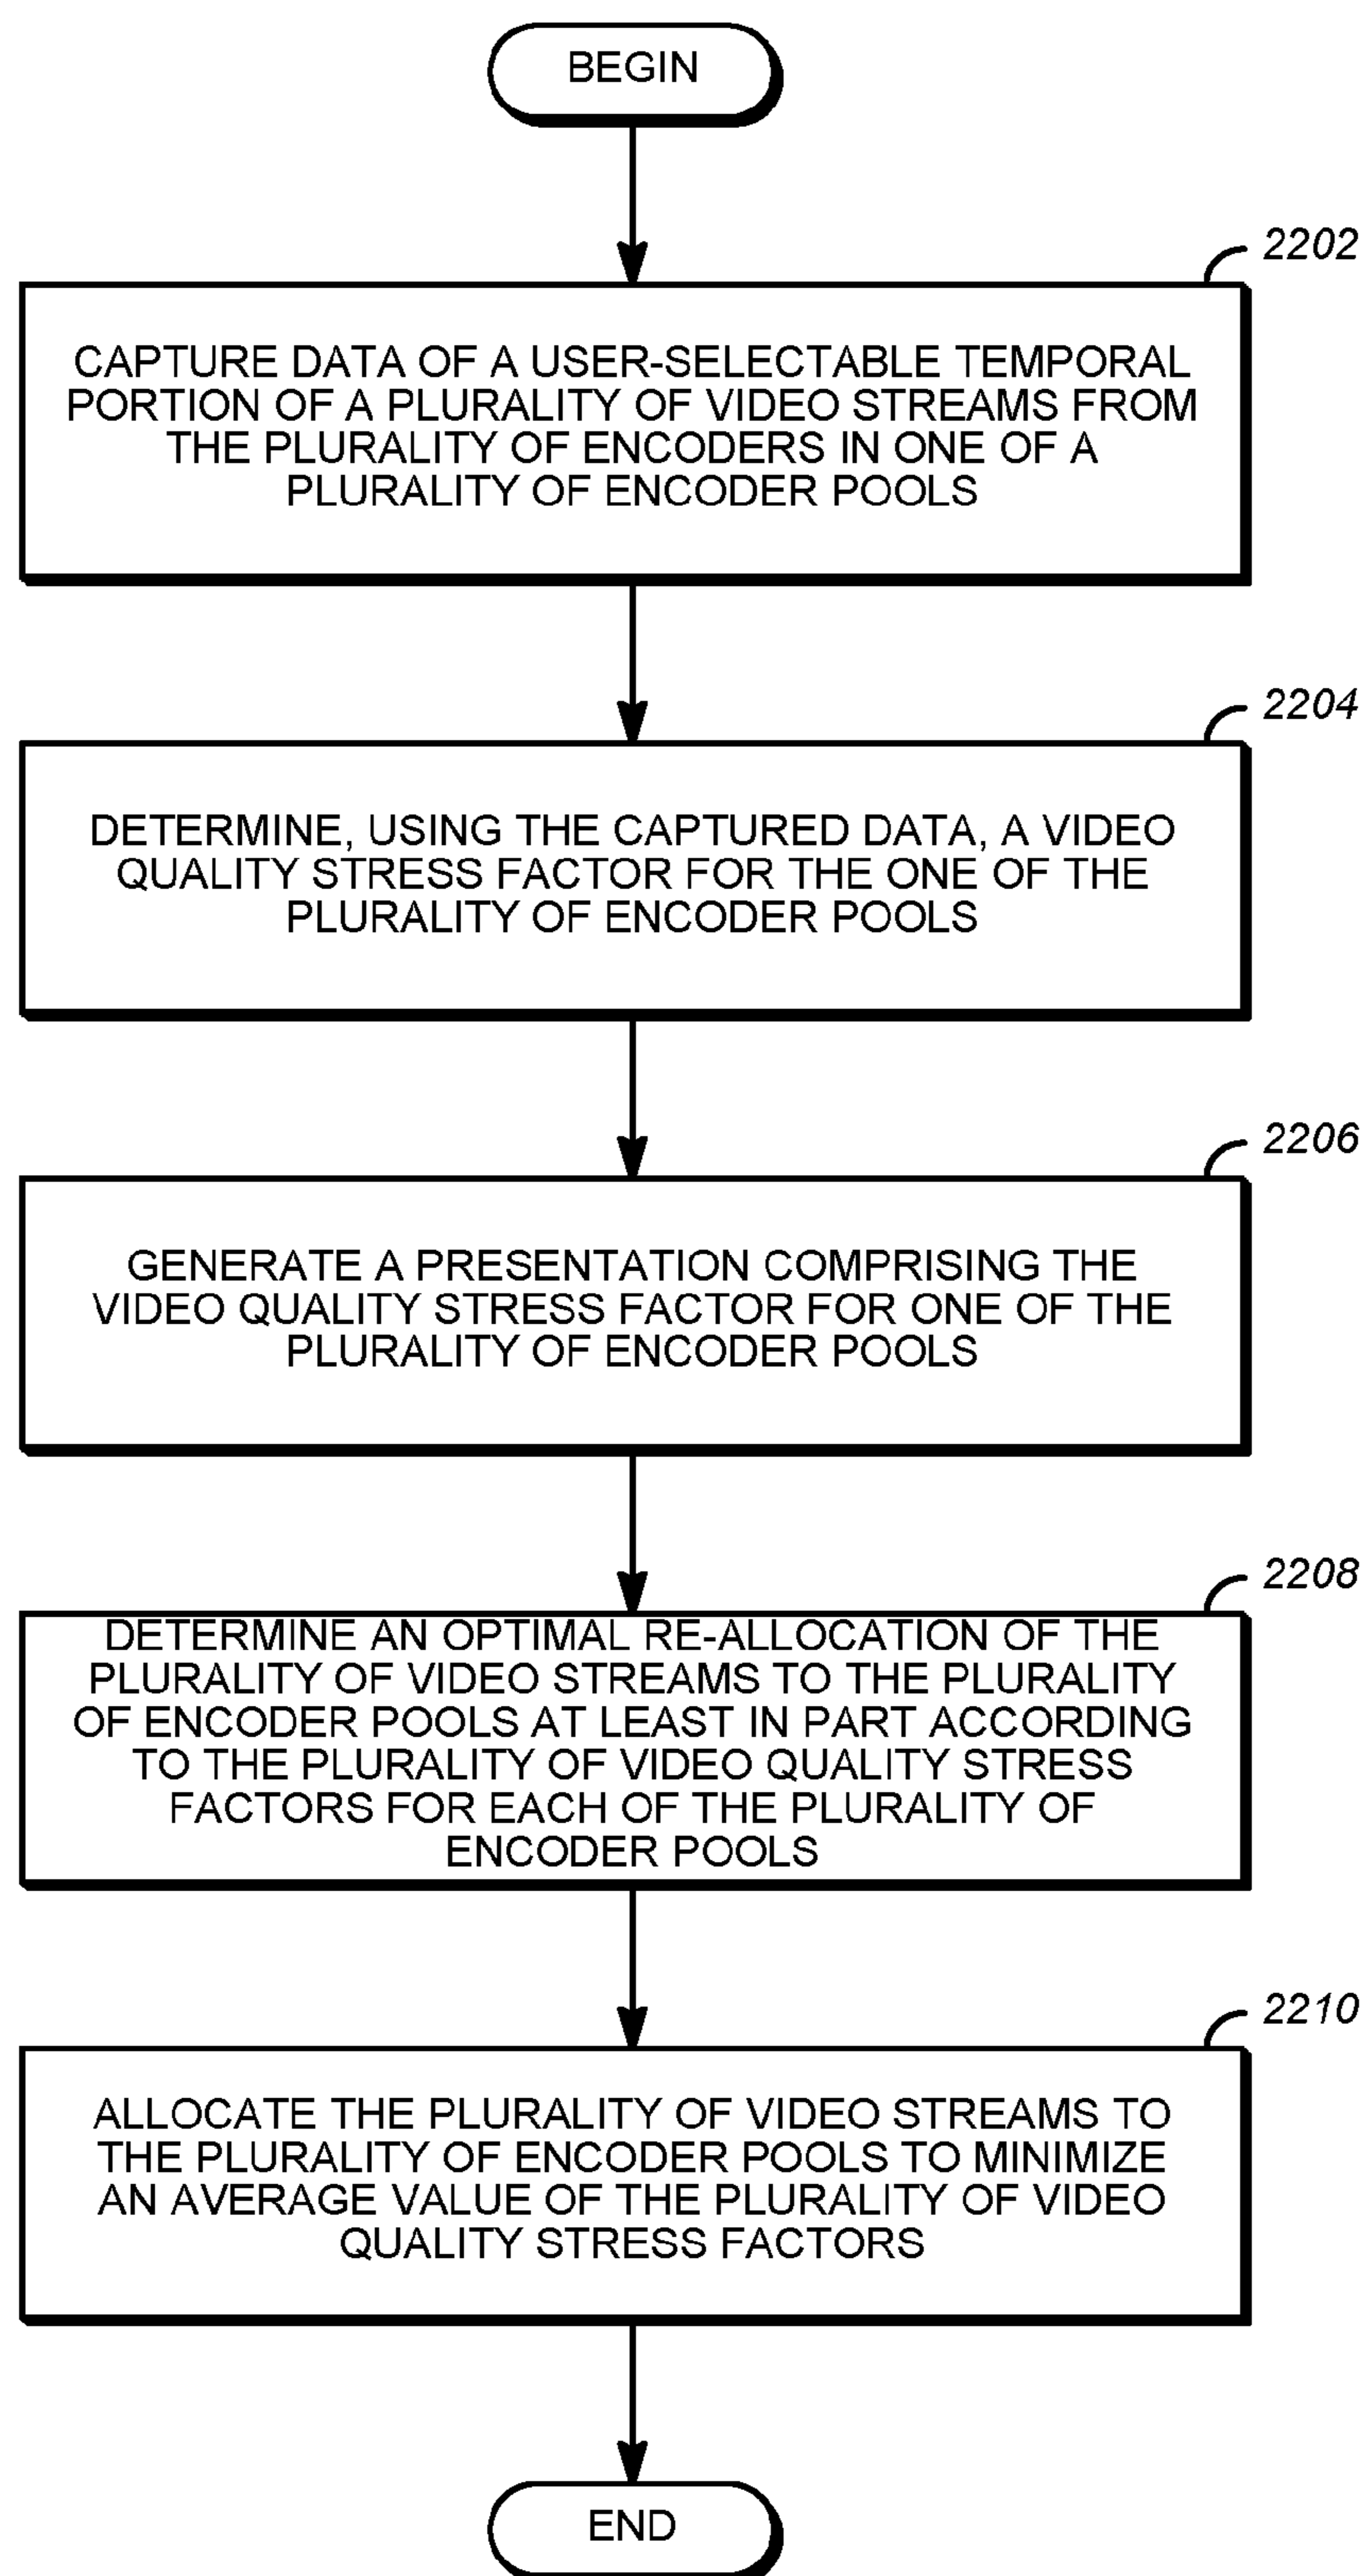 BEGIN
2202
CAPTURE DATA OF A USER-SELECTABLE TEMPORAL
PORTION OF A PLURALITY OF VIDEO STREAMS FROM
THE PLURALITY OF ENCODERS IN ONE OF A
PLURALITY OF ENCODER POOLS
2204
DETERMINE, USING THE CAPTURED DATA, A VIDEO
QUALITY STRESS FACTOR FOR THE ONE OF THE
PLURALITY OF ENCODER POOLS
2206
GENERATE A PRESENTATION COMPRISING THE
VIDEO QUALITY STRESS FACTOR FOR ONE OF THE
PLURALITY OF ENCODER POOLS
2208
DETERMINE AN OPTIMAL RE-ALLOCATION OF THE
PLURALITY OF VIDEO STREAMS TO THE PLURALITY
OF ENCODER POOLS AT LEAST IN PART ACCORDING
TO THE PLURALITY OF VIDEO QUALITY STRESS
FACTORS FOR EACH OF THE PLURALITY OF
ENCODER POOLS
2210
ALLOCATE THE PLURALITY OF VIDEO STREAMS TO
THE PLURALITY OF ENCODER POOLS TO MINIMIZE
AN AVERAGE VALUE OF THE PLURALITY OF VIDEO
QUALITY STRESS FACTORS
END